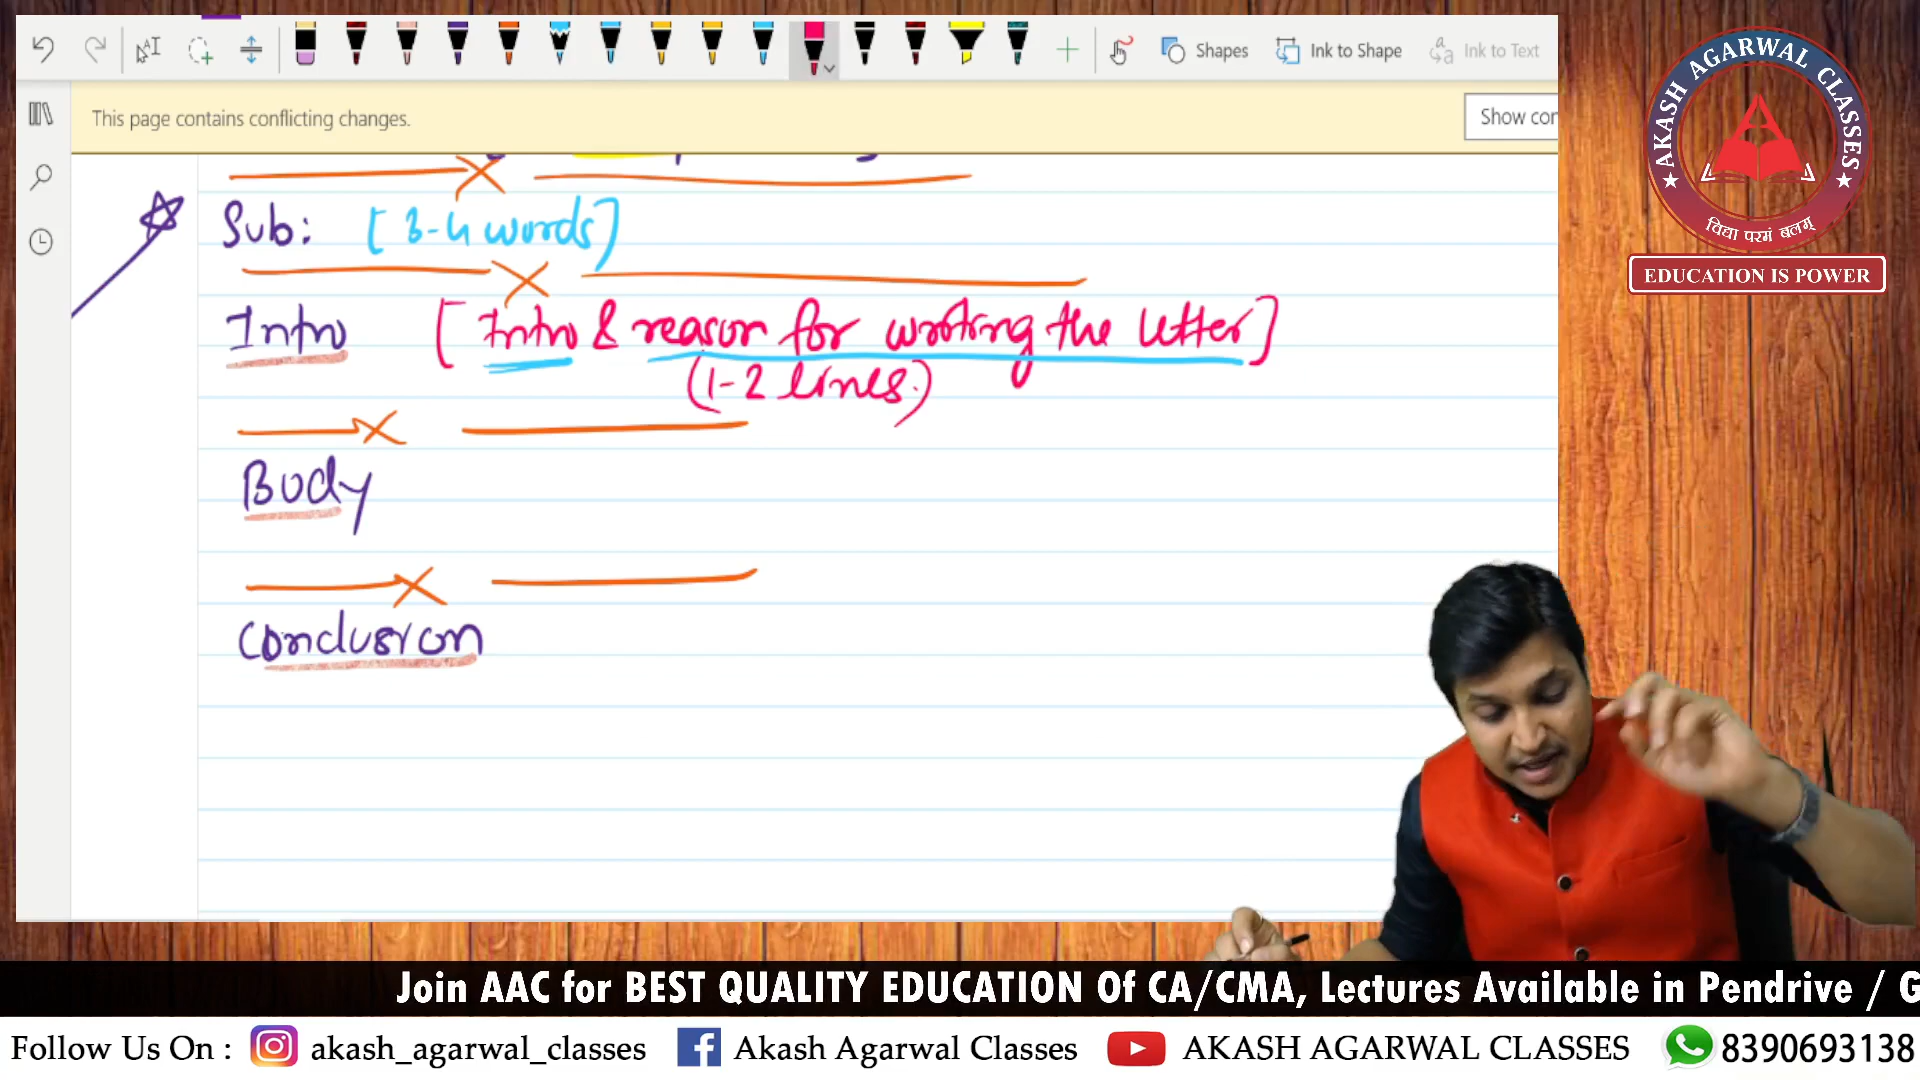 Shapes
Ink to Shape
Ink to Text
This page contains conflicting changes.
Show con
Sub: [3-4 words]
Intro [Intro & reason for writing the letter]
(1-2 lines.)
Body
Conclusion
AKASH AGARWAL CLASSES
विद्या परमं बलम्
EDUCATION IS POWER
Join AAC for BEST QUALITY EDUCATION Of CA/CMA, Lectures Available in Pendrive / G
Follow Us On : akash_agarwal_classes Akash Agarwal Classes AKASH AGARWAL CLASSES 8390693138